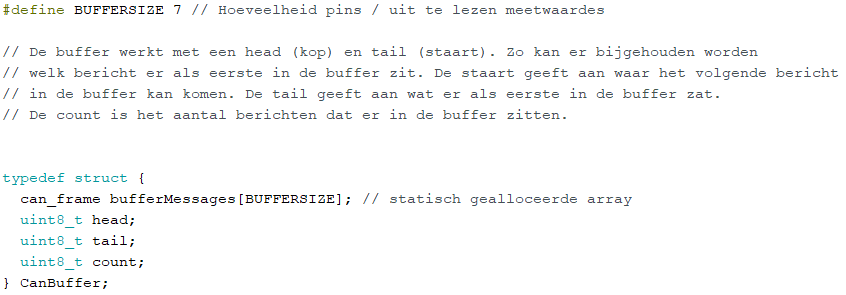 #define BUFFERSIZE 7 // Hoeveelheid pins / uit te lezen meetwaardes
// De buffer werkt met een head (kop) en tail (staart). Zo kan er bijgehouden worden
// welk bericht er als eerste in de buffer zit. De staart geeft aan waar het volgende bericht
// in de buffer kan komen. De tail geeft aan wat er als eerste in de buffer zat.
// De count is het aantal berichten dat er in de buffer zitten.
typedef struct {
  can_frame bufferMessages[BUFFERSIZE]; // statisch gealloceerde array
  uint8_t head;
  uint8_t tail;
  uint8_t count;
} CanBuffer;